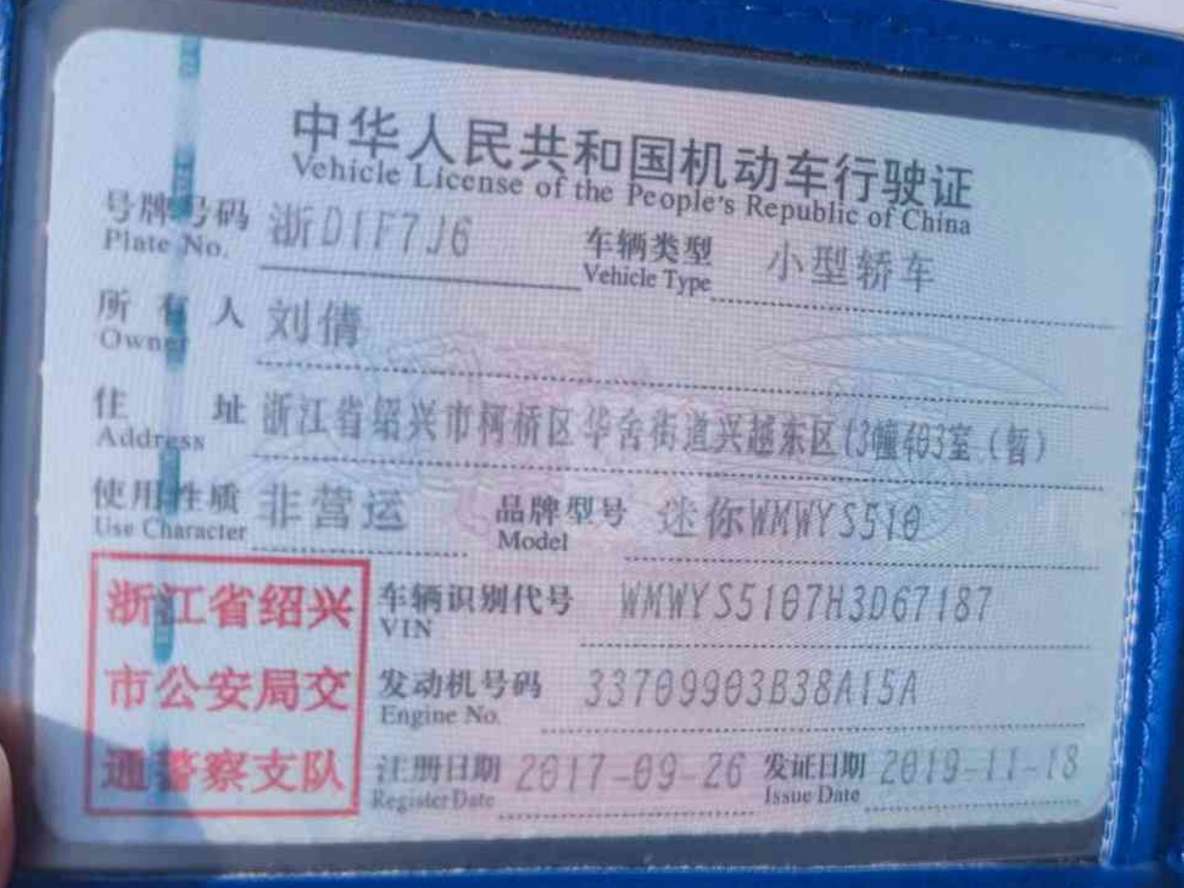 中华人民共和国机动车行驶证
Vehicle License of the People's Republic of China
号牌号码 浙D1F7J6 车辆类型 小型轿车
Plate No. Vehicle Type
所有人 刘倩
Owner
住址 浙江省绍兴市柯桥区华舍街道兴越东区13幢403室（暂）
Address
使用性质 非营运 品牌型号 迷你WMWYS510
Use Character Model
浙江省绍兴
市公安局交
通警察支队
车辆识别代号 WMWYS5107H3D67187
VIN
发动机号码 33709903B38A15A
Engine No.
注册日期 2017-09-26 发证日期 2019-11-18
Register Date Issue Date